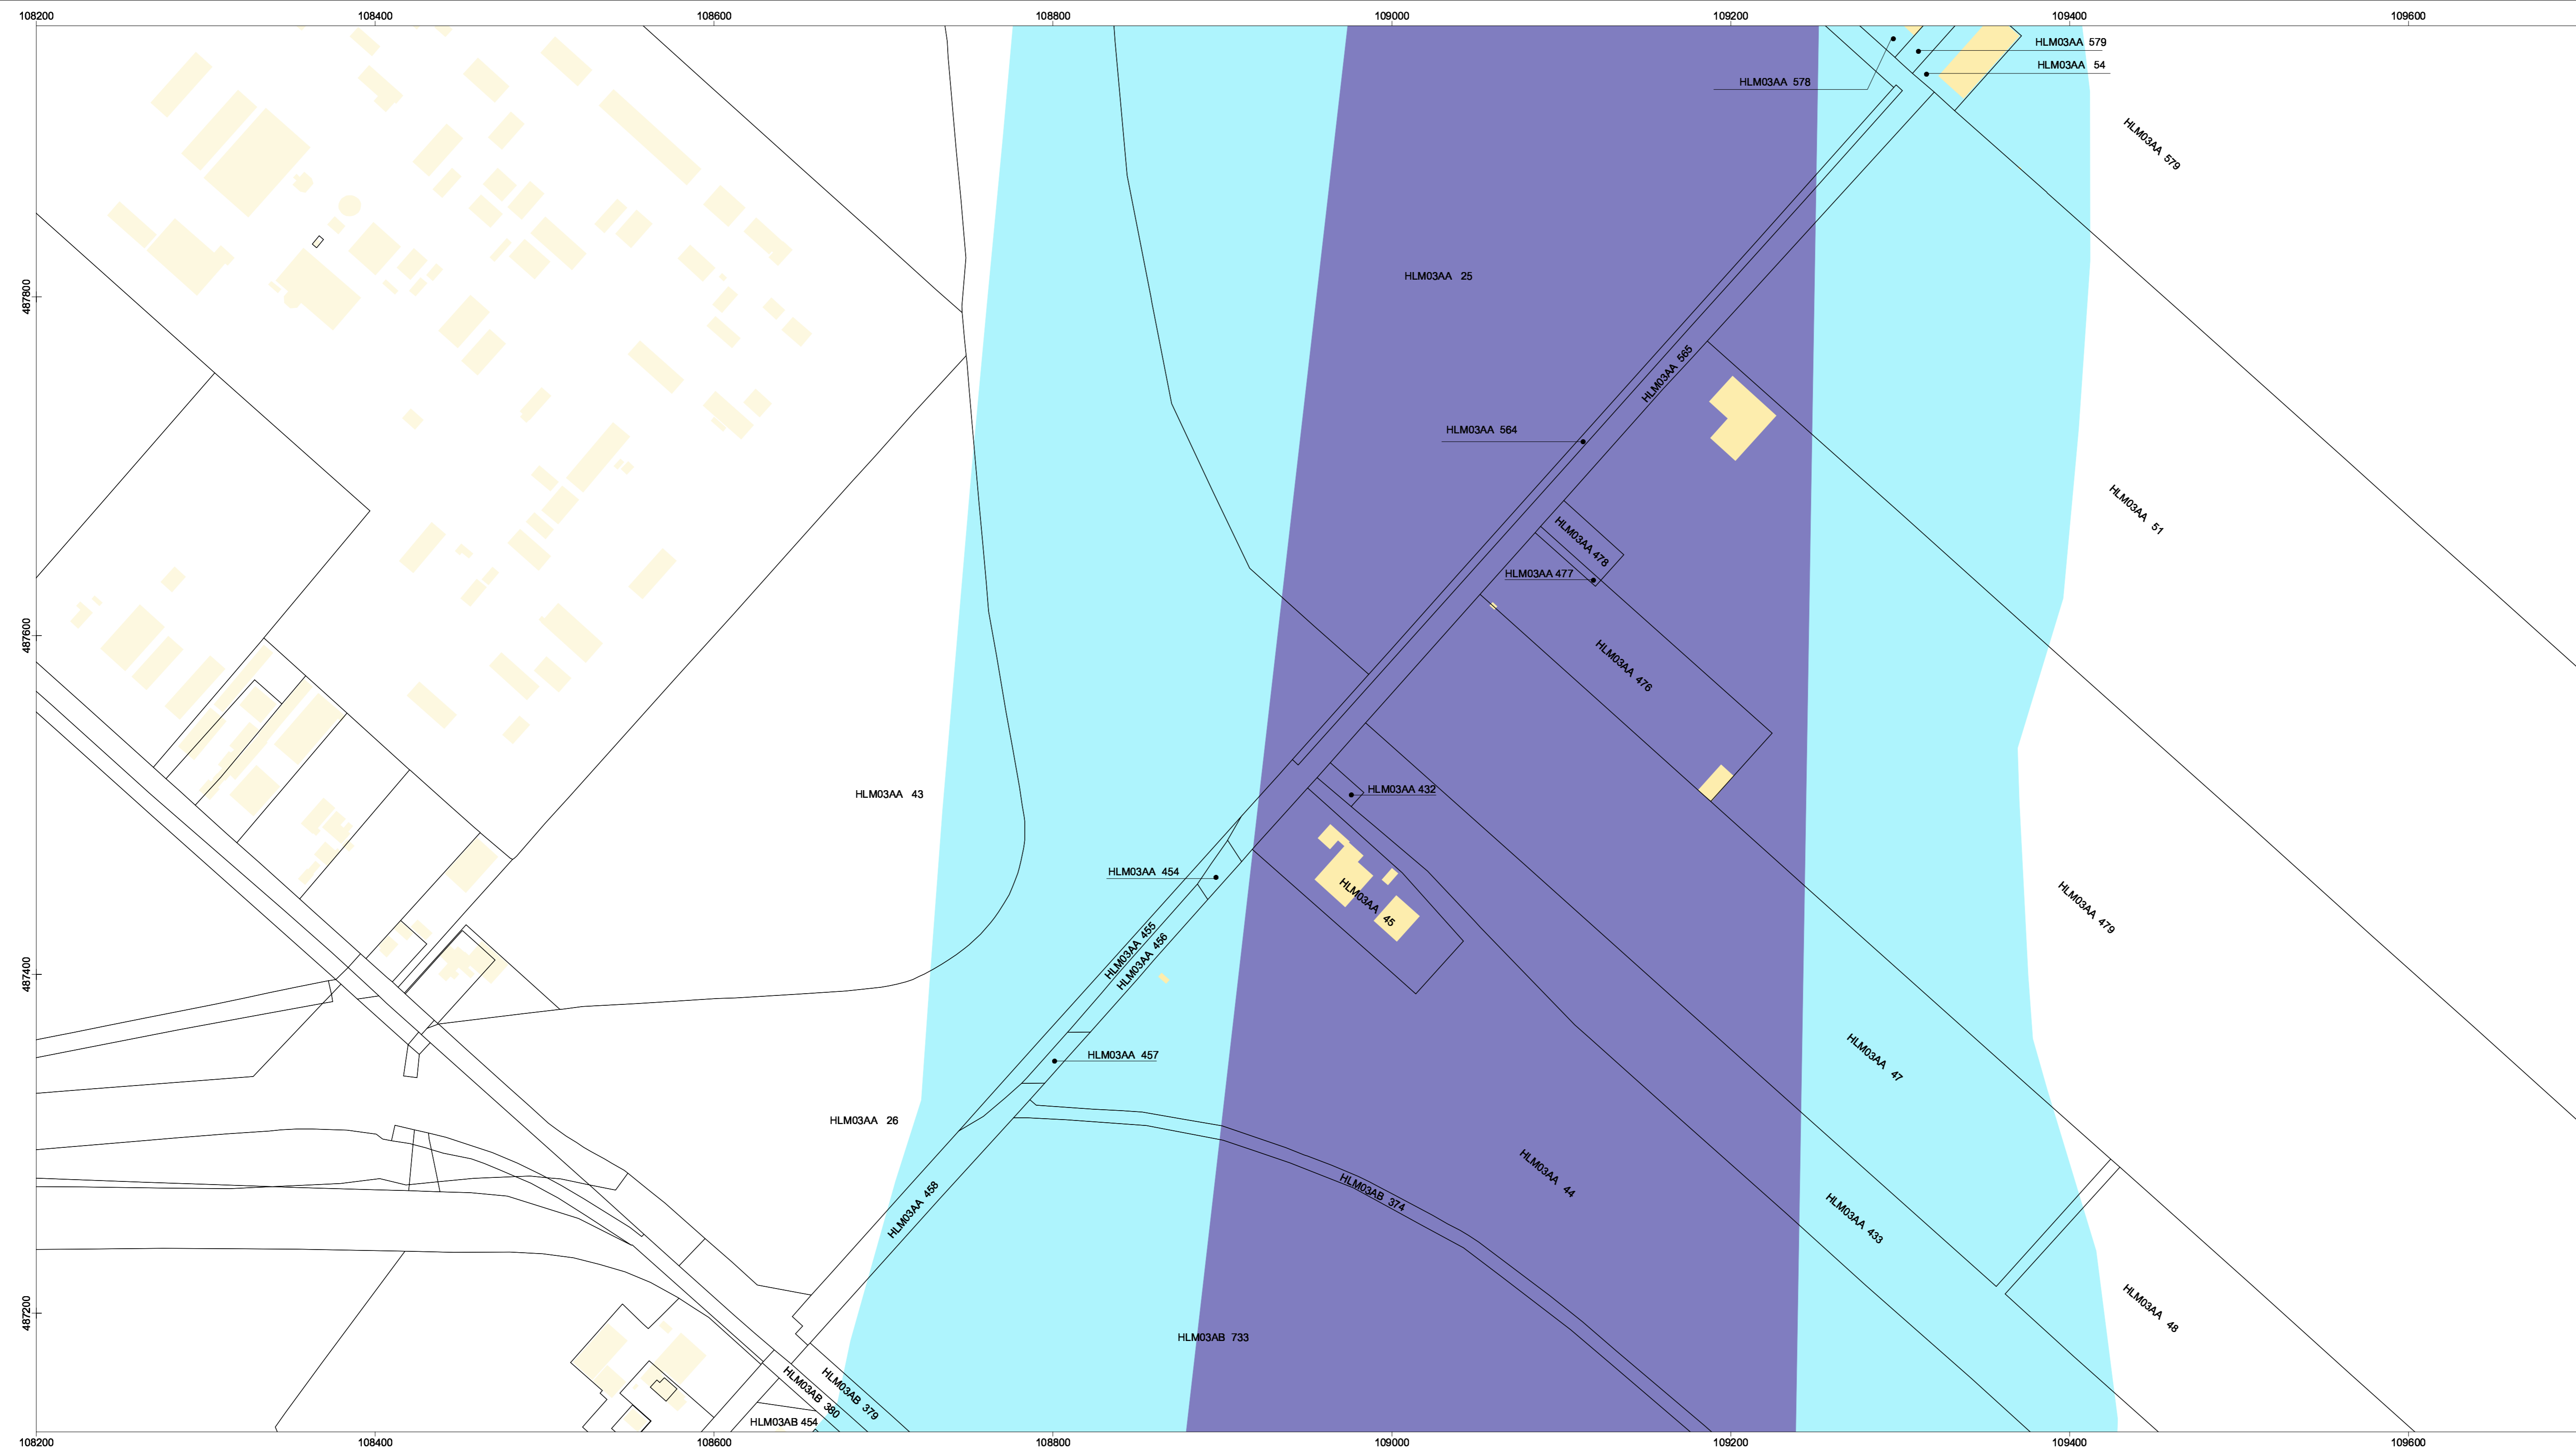 108200 108400 108600 108800 109000 109200 109400 109600
HLM03AA 579
HLM03AA 54
HLM03AA 578
HLM03AA 579
HLM03AA 25
487800
HLM03AA 565
HLM03AA 564
HLM03AA 51
HLM03AA 478
HLM03AA 477
487600
HLM03AA 476
HLM03AA 43
HLM03AA 432
HLM03AA 454
HLM03AA 45
HLM03AA 479
HLM03AA 455
HLM03AA 456
487400
HLM03AA 457
HLM03AA 47
HLM03AA 26
HLM03AA 44
HLM03AB 374
HLM03AA 458
HLM03AA 433
487200
HLM03AA 48
HLM03AB 733
HLM03AB 379
HLM03AB 380
HLM03AB 454
108200 108400 108600 108800 109000 109200 109400 109600